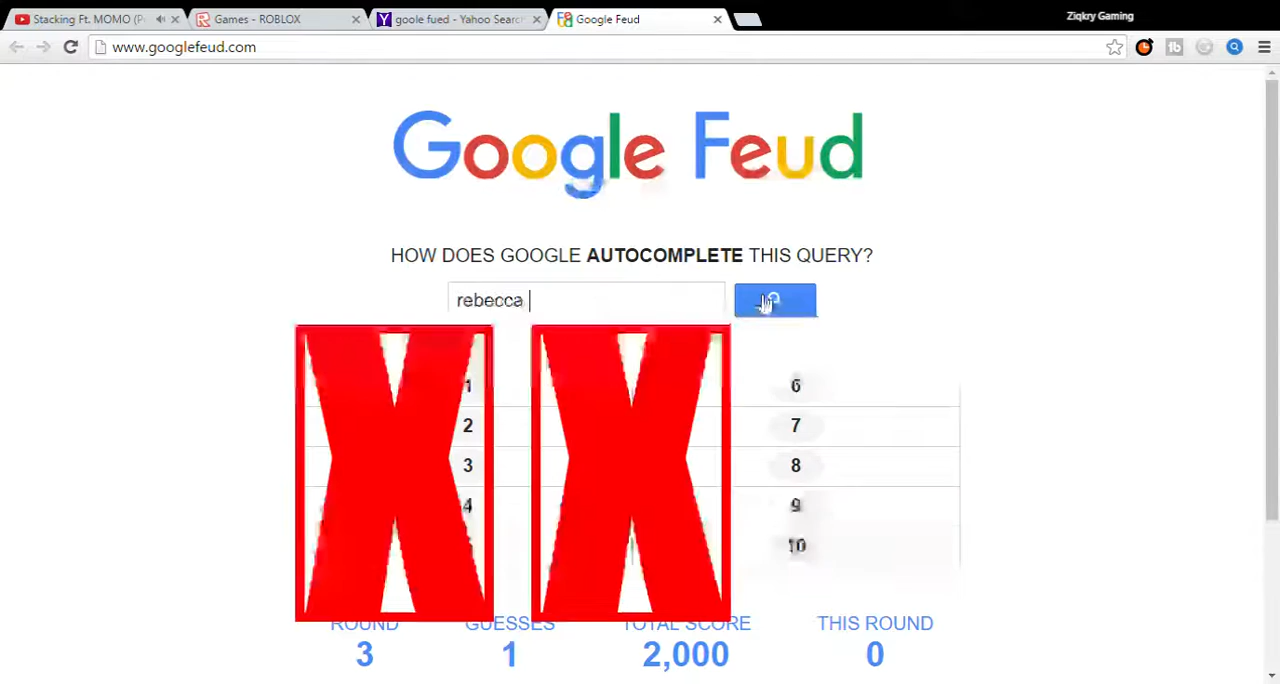 Stacking Ft. MOMO (P
Games - ROBLOX
goole fued - Yahoo Search
Google Feud
Ziqkry Gaming
www.googlefeud.com
Google Feud
HOW DOES GOOGLE AUTOCOMPLETE THIS QUERY?
rebecca
X X
1 6
2 7
3 8
4 9
10
ROUND GUESSES TOTAL SCORE THIS ROUND
3 1 2,000 0